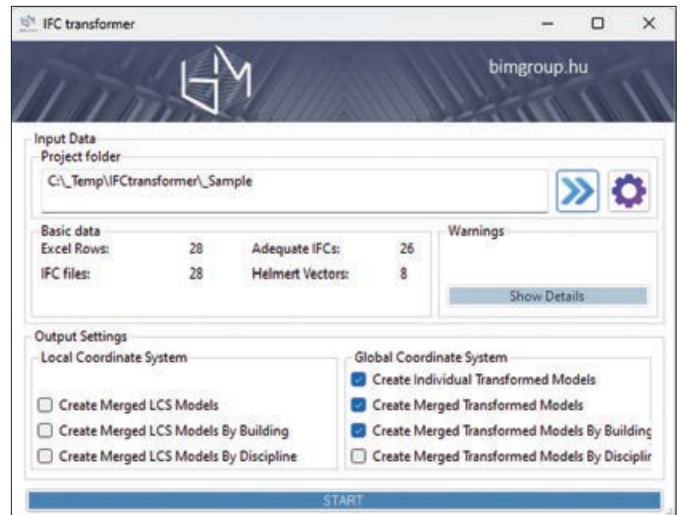 IFC transformer
bimgroup.hu
Input Data
Project folder
C:\_Temp\IFCtransformer\_Sample
Basic data
Excel Rows: 28 Adequate IFCs: 26
IFC files: 28 Helmert Vectors: 8
Warnings
Show Details
Output Settings
Local Coordinate System
Create Merged LCS Models
Create Merged LCS Models By Building
Create Merged LCS Models By Discipline
Global Coordinate System
Create Individual Transformed Models
Create Merged Transformed Models
Create Merged Transformed Models By Building
Create Merged Transformed Models By Disciplin
START